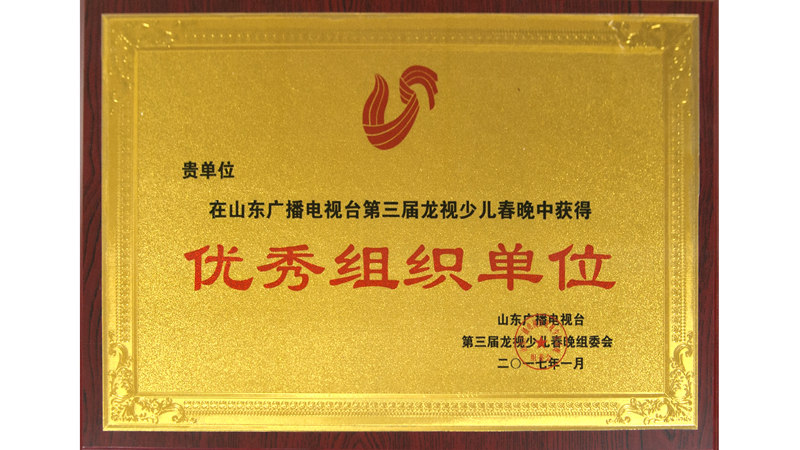 贵单位
在山东广播电视台第三届龙视少儿春晚中获得
优秀组织单位
山东广播电视台
第三届龙视少儿春晚组委会
二〇一七年一月